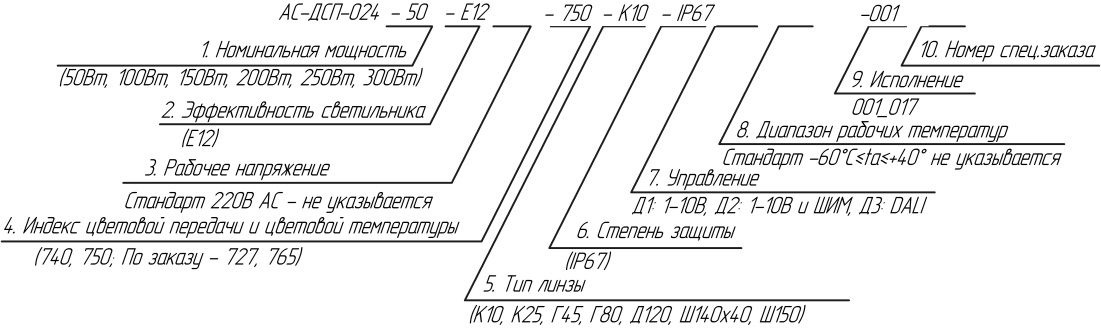 АС-ДСП-024 - 50 - Е12 - 750 - К10 - IP67 -001
1. Номинальная мощность
(50Вт, 100Вт, 150Вт, 200Вт, 250Вт, 300Вт)
10. Номер спец.заказа
9. Исполнение
001_017
2. Эффективность светильника
(Е12)
8. Диапазон рабочих температур
Стандарт -60°С≤ta≤+40° не указывается
3. Рабочее напряжение
Стандарт 220В АС - не указывается
7. Управление
Д1: 1-10В, Д2: 1-10В и ШИМ, Д3: DALI
4. Индекс цветовой передачи и цветовой температуры
(740, 750; По заказу - 727, 765)
6. Степень защиты
(IP67)
5. Тип линзы
(К10, К25, Г45, Г80, Д120, Ш140х40, Ш150)